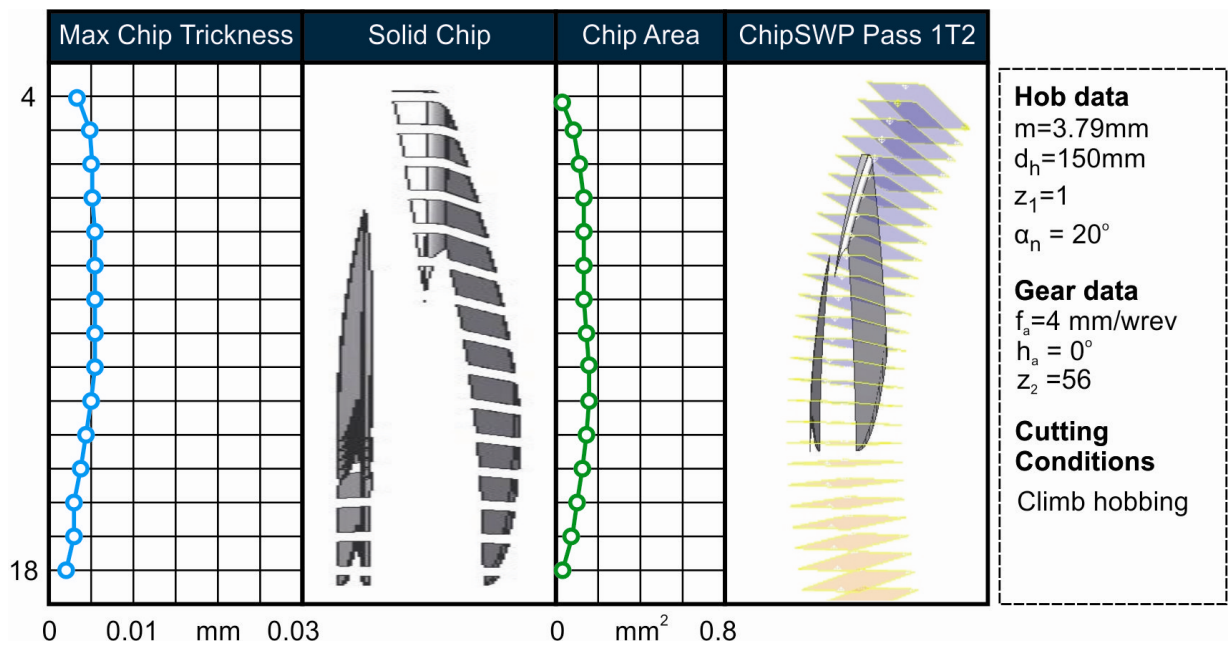 Max Chip Trickness
Solid Chip
Chip Area
ChipSWP Pass 1T2
4
18
0 0.01 mm 0.03
0 mm² 0.8
Hob data
m=3.79mm
dₕ=150mm
z₁=1
αₙ = 20°
Gear data
fₐ=4 mm/wrev
hₐ = 0°
z₂ =56
Cutting
Conditions
Climb hobbing